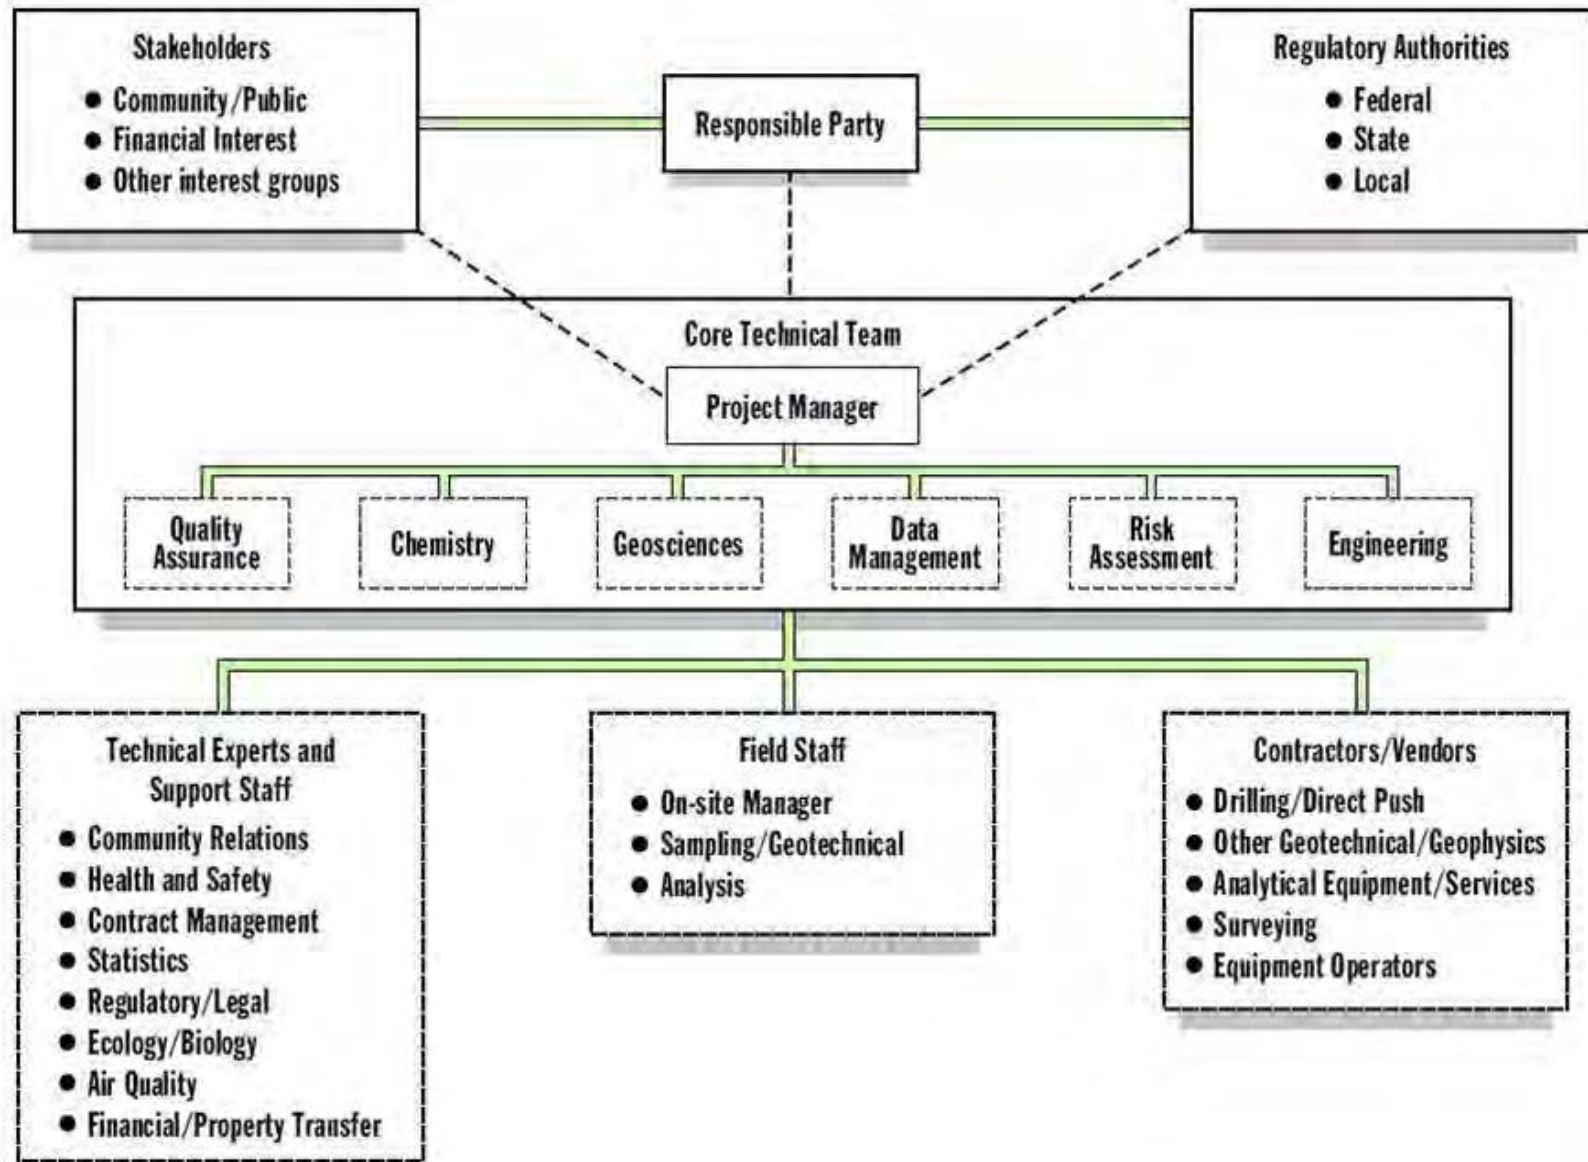 Stakeholders
● Community/Public
● Financial Interest
● Other interest groups
Responsible Party
Regulatory Authorities
● Federal
● State
● Local
Core Technical Team
Project Manager
Quality
Assurance
Chemistry
Geosciences
Data
Management
Risk
Assessment
Engineering
Technical Experts and
Support Staff
● Community Relations
● Health and Safety
● Contract Management
● Statistics
● Regulatory/Legal
● Ecology/Biology
● Air Quality
● Financial/Property Transfer
Field Staff
● On-site Manager
● Sampling/Geotechnical
● Analysis
Contractors/Vendors
● Drilling/Direct Push
● Other Geotechnical/Geophysics
● Analytical Equipment/Services
● Surveying
● Equipment Operators